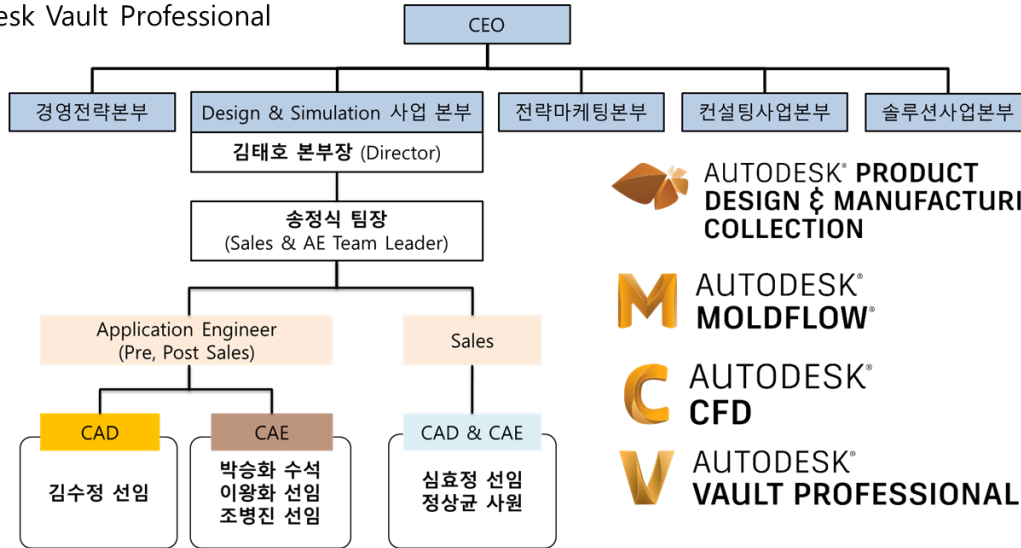 esk Vault Professional
CEO
경영전략본부
Design & Simulation 사업 본부
전략마케팅본부
컨설팅사업본부
솔루션사업본부
김태호 본부장 (Director)
송정식 팀장
(Sales & AE Team Leader)
Application Engineer
(Pre, Post Sales)
Sales
CAD
CAE
CAD & CAE
김수정 선임
박승화 수석
이왕화 선임
조병진 선임
심효정 선임
정상균 사원
AUTODESK® PRODUCT
DESIGN & MANUFACTURI
COLLECTION
AUTODESK®
MOLDFLOW®
AUTODESK®
CFD
AUTODESK®
VAULT PROFESSIONAL